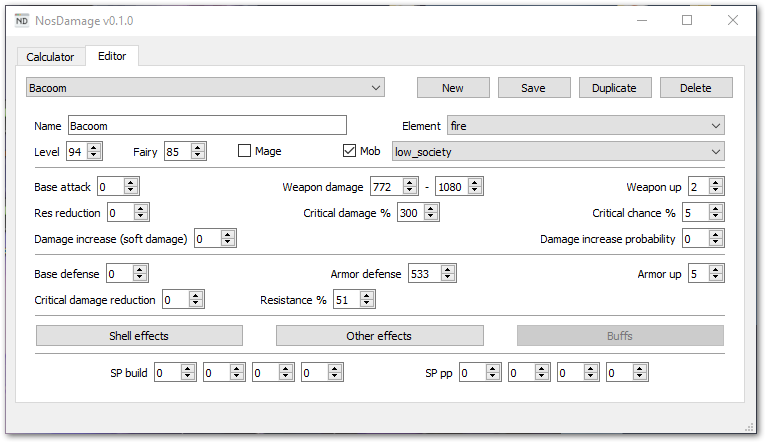 ND NosDamage v0.1.0
Calculator Editor
Bacoom New Save Duplicate Delete
Name Bacoom Element fire
Level 94 Fairy 85 Mage Mob low_society
Base attack 0 Weapon damage 772 - 1080 Weapon up 2
Res reduction 0 Critical damage % 300 Critical chance % 5
Damage increase (soft damage) 0 Damage increase probability 0
Base defense 0 Armor defense 533 Armor up 5
Critical damage reduction 0 Resistance % 51
Shell effects Other effects Buffs
SP build 0 0 0 0 SP pp 0 0 0 0